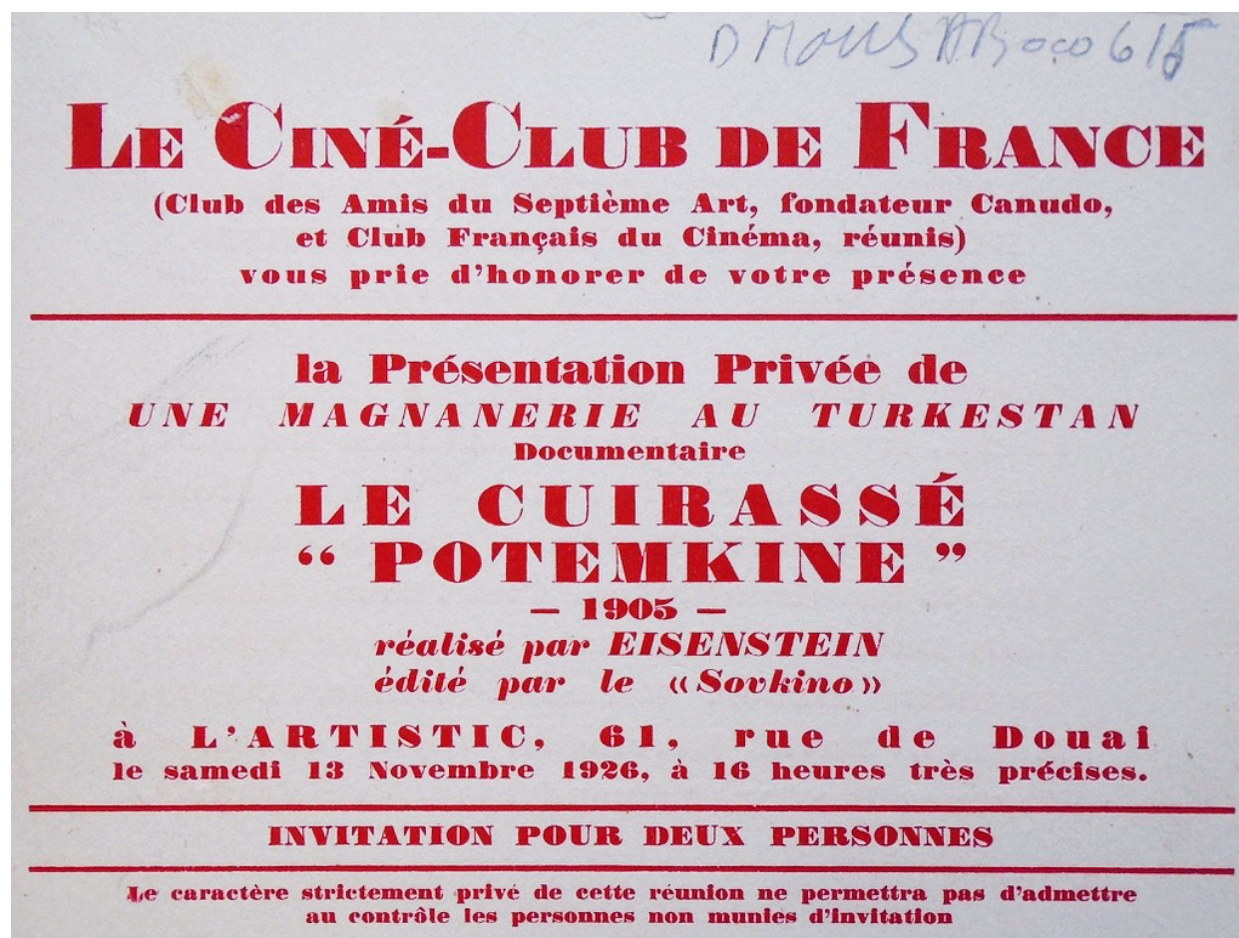 Le Ciné-Club de France
(Club des Amis du Septième Art, fondateur Canudo,
et Club Français du Cinéma, réunis)
vous prie d'honorer de votre présence
la Présentation Privée de
UNE MAGNANERIE AU TURKESTAN
Documentaire
LE CUIRASSÉ
“ POTEMKINE ”
— 1905 —
réalisé par EISENSTEIN
édité par le « Sovkino »
à L'ARTISTIC, 61, rue de Douai
le samedi 13 Novembre 1926, à 16 heures très précises.
INVITATION POUR DEUX PERSONNES
Le caractère strictement privé de cette réunion ne permettra pas d'admettre
au contrôle les personnes non munies d'invitation